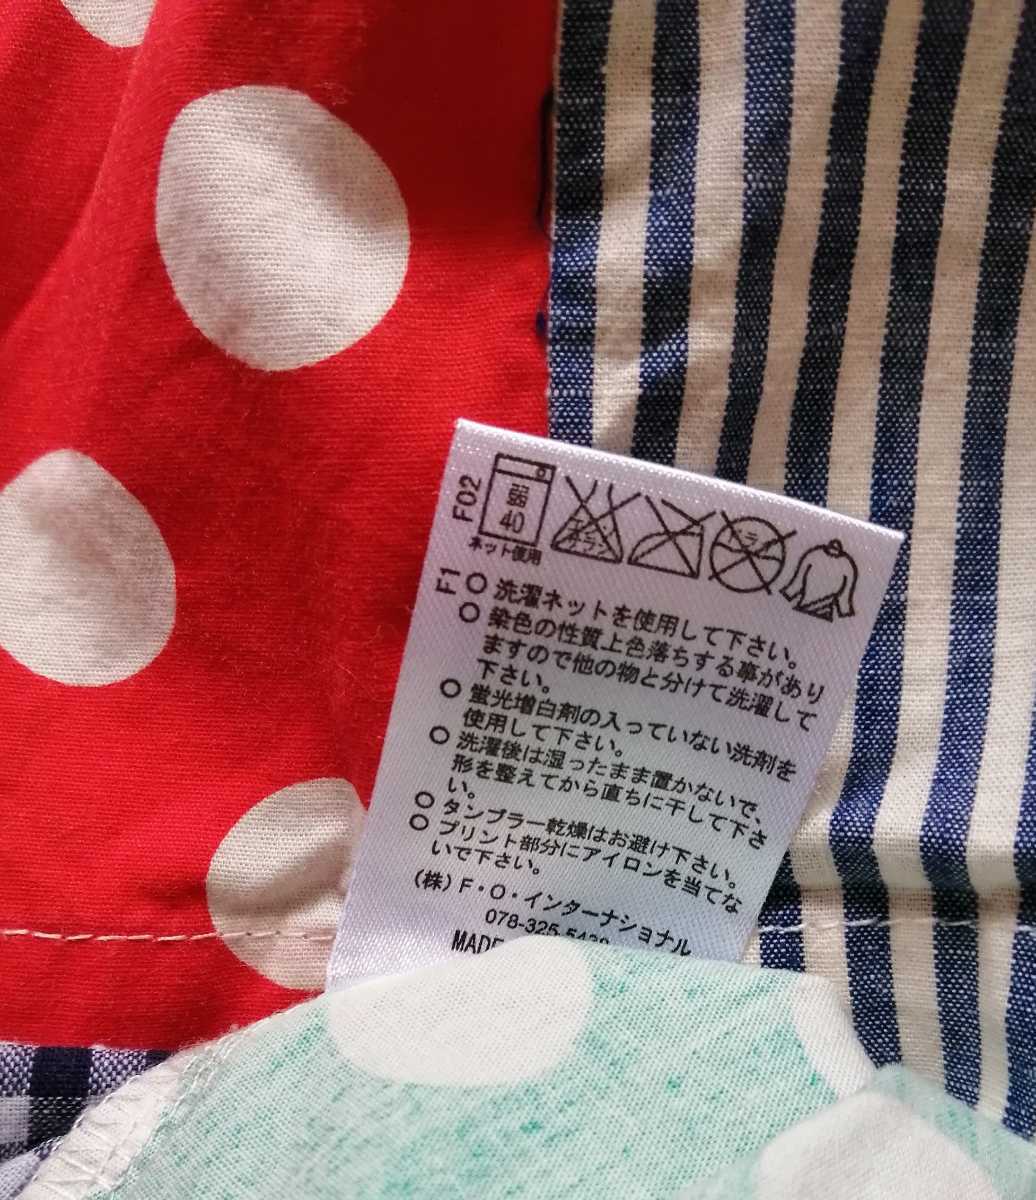 F02
弱
40
ネット使用
F1
○ 洗濯ネットを使用して下さい。
○ 染色の性質上色落ちする事があり
ますので他の物と分けて洗濯して
下さい。
○ 蛍光増白剤の入っていない洗剤を
使用して下さい。
○ 洗濯後は湿ったまま置かないで、
形を整えてから直ちに干して下さ
い。
○ タンブラー乾燥はお避け下さい。
○ プリント部分にアイロンを当てな
いで下さい。
(株) F・O・インターナショナル
078-325-5439
MADE